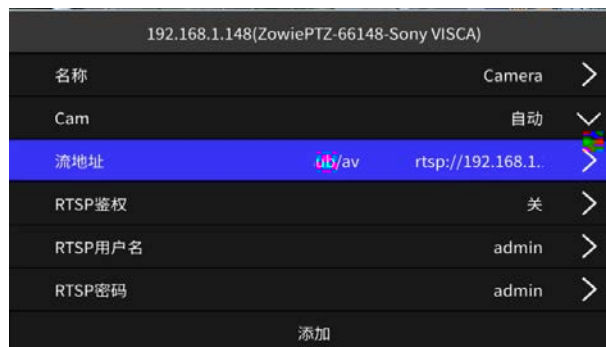 192.168.1.148(ZowiePTZ-66148-Sony VISCA)
名称 Camera
Cam 自动
流地址 ub/av rtsp://192.168.1.
RTSP鉴权 关
RTSP用户名 admin
RTSP密码 admin
添加